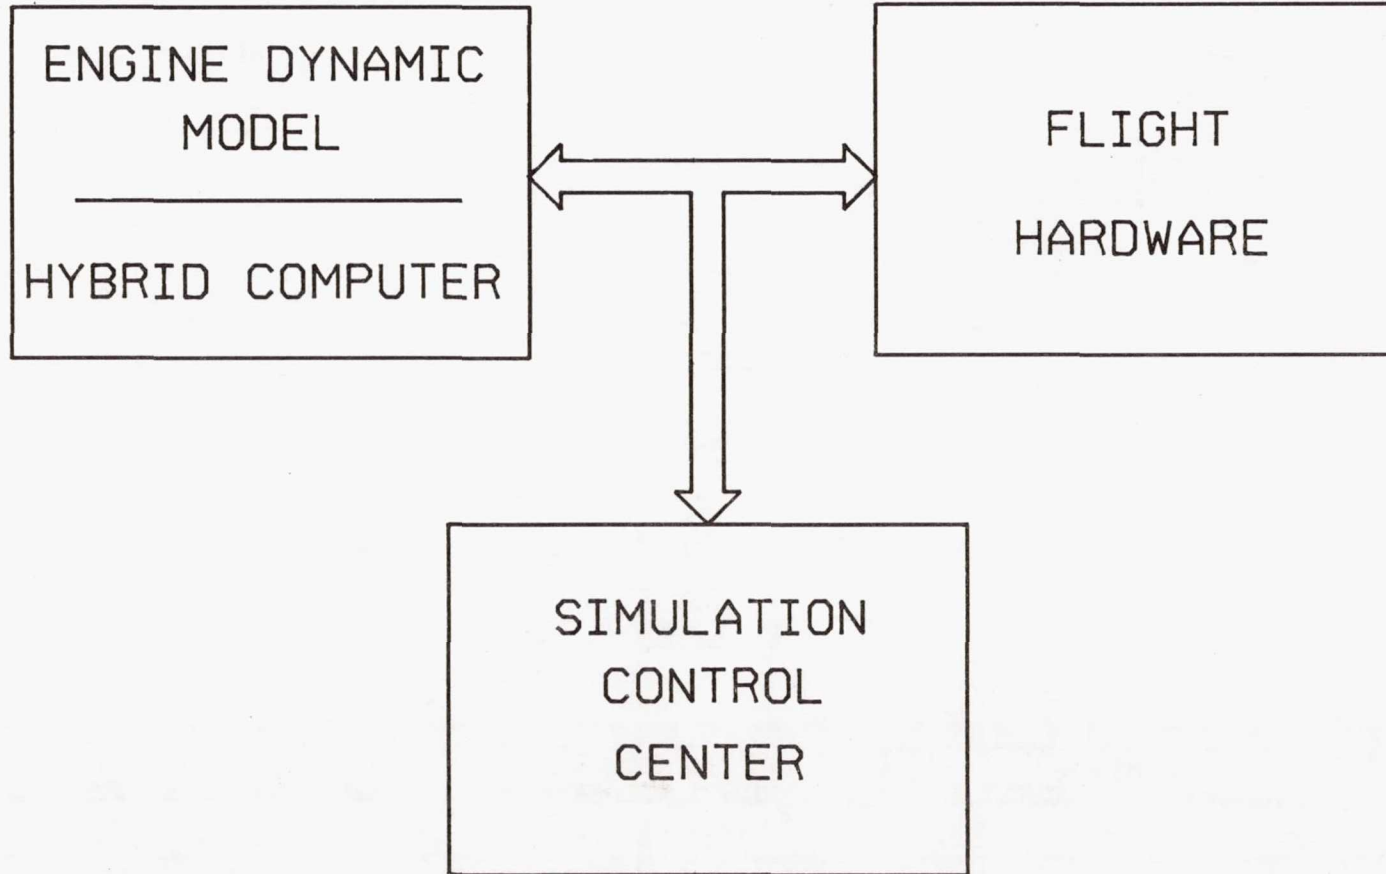 ENGINE DYNAMIC
MODEL
HYBRID COMPUTER
FLIGHT
HARDWARE
SIMULATION
CONTROL
CENTER